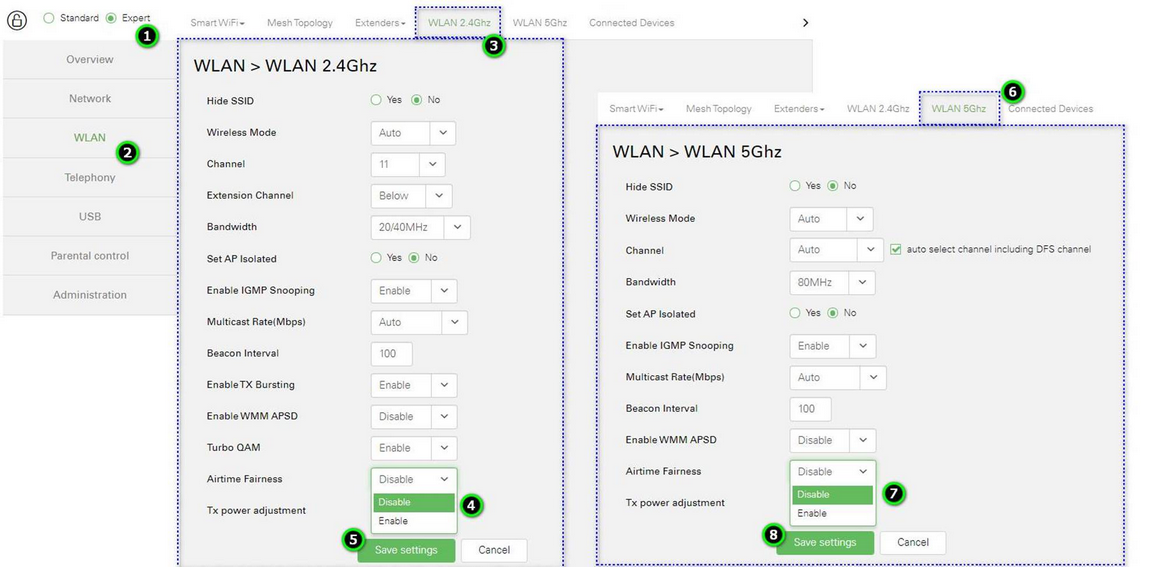 Standard Expert
1
SmartWiFi Mesh Topology Extenders WLAN 2.4Ghz WLAN 5Ghz Connected Devices
3
Overview
Network
WLAN
2
Telephony
USB
Parental control
Administration
WLAN > WLAN 2.4Ghz
Hide SSID Yes No
Wireless Mode Auto
Channel 11
Extension Channel Below
Bandwidth 20/40MHz
Set AP Isolated Yes No
Enable IGMP Snooping Enable
Multicast Rate(Mbps) Auto
Beacon Interval 100
Enable TX Bursting Enable
Enable WMM APSD Disable
Turbo QAM Enable
Airtime Fairness Disable
Disable
4
Tx power adjustment
Enable
5
Save settings Cancel
6
SmartWiFi Mesh Topology Extenders WLAN 2.4Ghz WLAN 5Ghz Connected Devices
WLAN > WLAN 5Ghz
Hide SSID Yes No
Wireless Mode Auto
Channel Auto auto select channel including DFS channel
Bandwidth 80MHz
Set AP Isolated Yes No
Enable IGMP Snooping Enable
Multicast Rate(Mbps) Auto
Beacon Interval 100
Enable WMM APSD Disable
Airtime Fairness Disable
Disable
7
Tx power adjustment
Enable
8
Save settings Cancel